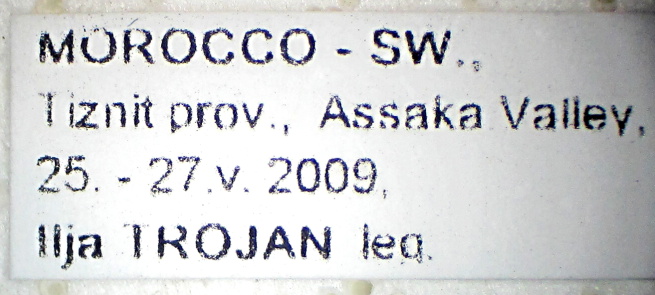 MOROCCO - SW.,
Tiznit prov., Assaka Valley,
25. - 27.v. 2009,
Ilja TROJAN leg.